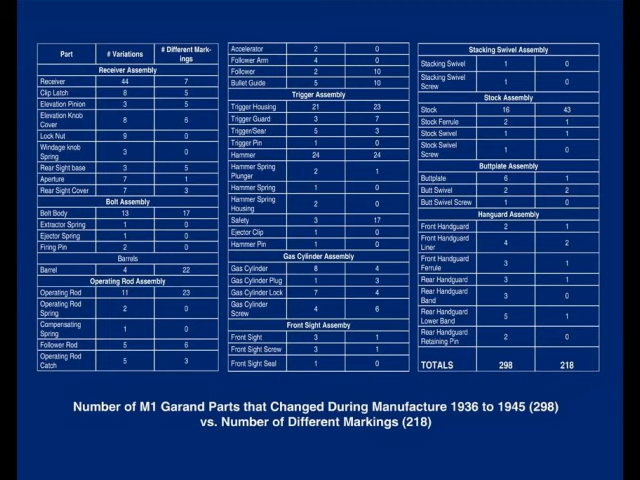 Part # Variations # Different Mark-
ings
Receiver Assembly
Receiver 44 7
Clip Latch 8 5
Elevation Pinion 3 5
Elevation Knob
Cover 8 6
Lock Nut 9 0
Windage knob
Spring 3 0
Rear Sight base 3 5
Aperture 7 1
Rear Sight Cover 7 3
Bolt Assembly
Bolt Body 13 17
Extractor Spring 1 0
Ejector Spring 1 0
Firing Pin 2 0
Barrels
Barrel 4 22
Operating Rod Assembly
Operating Rod 11 23
Operating Rod
Spring 2 0
Compensating
Spring 1 0
Follower Rod 5 6
Operating Rod
Catch 5 3
Accelerator 2 0
Follower Arm 4 0
Follower 2 10
Bullet Guide 5 10
Trigger Assembly
Trigger Housing 21 23
Trigger Guard 3 7
Trigger/Sear 5 3
Trigger Pin 1 0
Hammer 24 24
Hammer Spring
Plunger 2 1
Hammer Spring 1 0
Hammer Spring
Housing 2 0
Safety 3 17
Ejector Clip 1 0
Hammer Pin 1 0
Gas Cylinder Assembly
Gas Cylinder 8 4
Gas Cylinder Plug 1 3
Gas Cylinder Lock 7 4
Gas Cylinder
Screw 4 6
Front Sight Assemby
Front Sight 3 1
Front Sight Screw 3 1
Front Sight Seal 1 0
Stacking Swivel Assembly
Stacking Swivel 1 0
Stacking Swivel
Screw 1 0
Stock Assembly
Stock 16 43
Stock Ferrule 2 1
Stock Swivel 1 1
Stock Swivel
Screw 1 0
Buttplate Assembly
Buttplate 6 1
Butt Swivel 2 2
Butt Swivel Screw 1 0
Hanguard Assembly
Front Handguard 2 1
Front Handguard
Liner 4 2
Front Handguard
Ferrule 3 1
Rear Handguard 3 1
Rear Handguard
Band 3 0
Rear Handguard
Lower Band 5 1
Rear Handguard
Retaining Pin 2 0
TOTALS 298 218
Number of M1 Garand Parts that Changed During Manufacture 1936 to 1945 (298)
vs. Number of Different Markings (218)